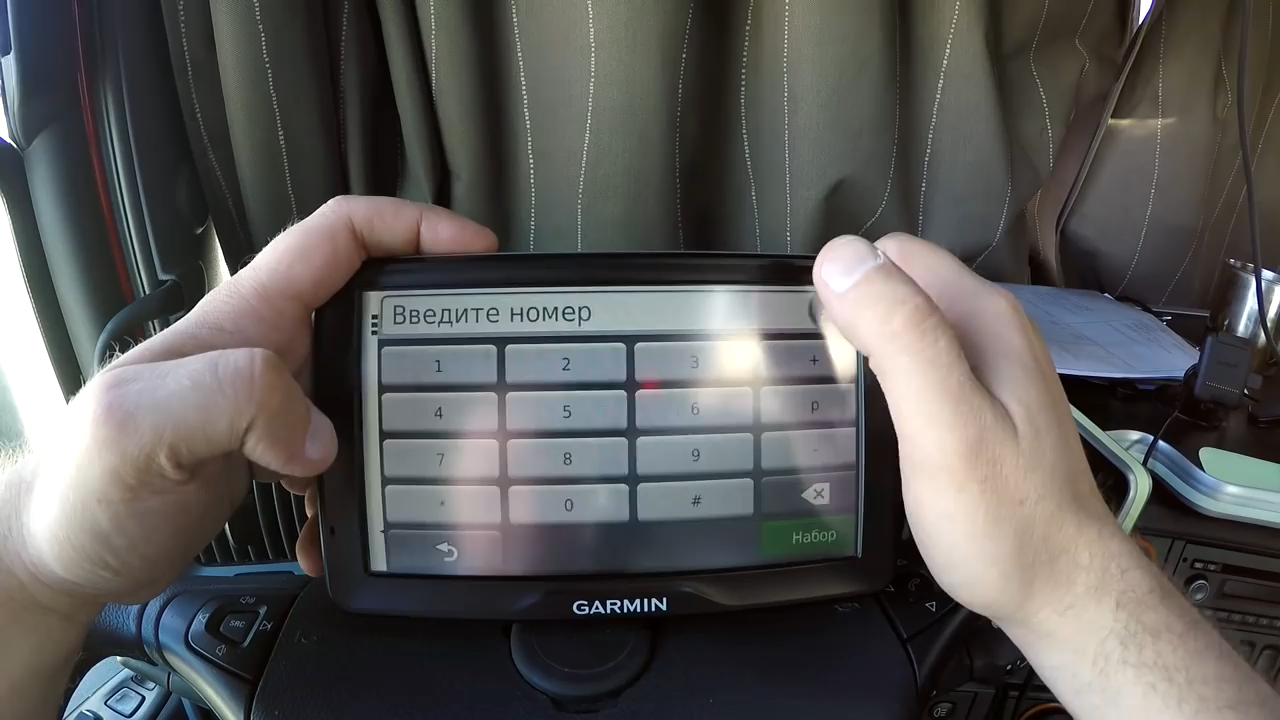 Введите номер
1 2 3 +
4 5 6 p
7 8 9 -
* 0 #
Набор
GARMIN
SRC